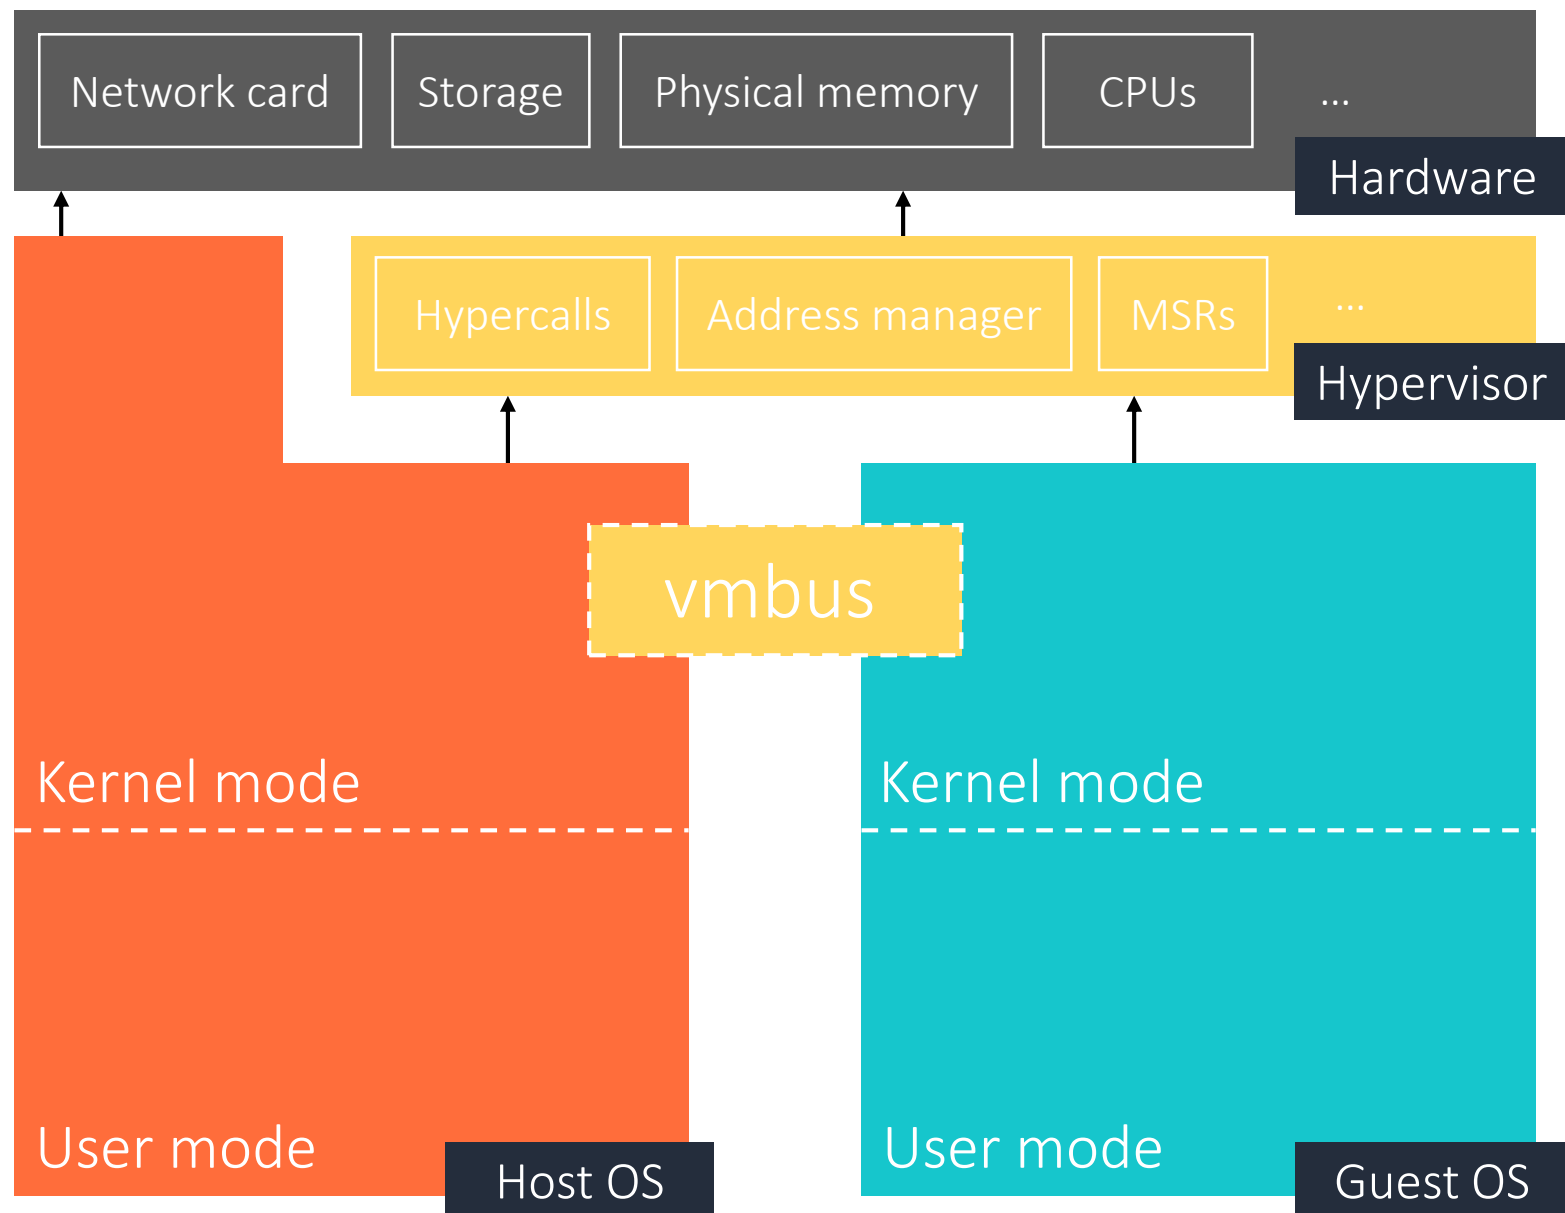 Network card
Storage
Physical memory
CPUs
...
Hardware
Hypercalls
Address manager
MSRs
...
Hypervisor
vmbus
Kernel mode
Kernel mode
User mode
Host OS
User mode
Guest OS